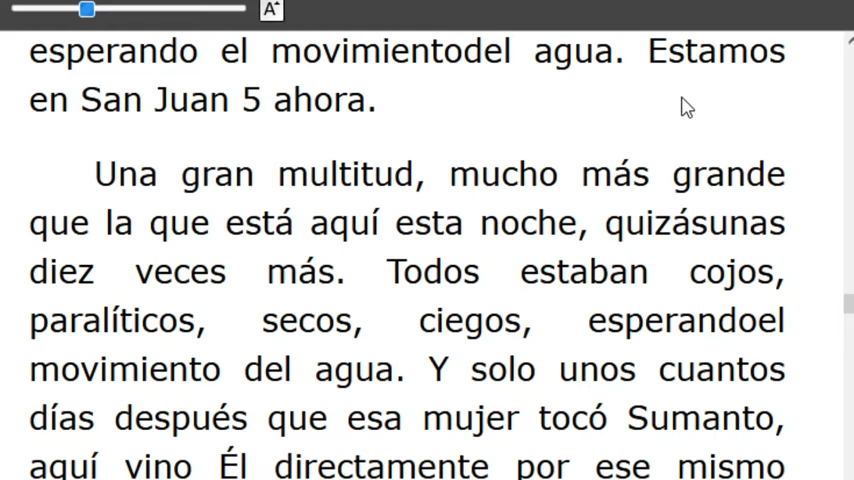 A
esperando el movimientodel agua. Estamos
en San Juan 5 ahora.
Una gran multitud, mucho más grande
que la que está aquí esta noche, quizásunas
diez veces más. Todos estaban cojos,
paralíticos, secos, ciegos, esperandoel
movimiento del agua. Y solo unos cuantos
días después que esa mujer tocó Sumanto,
aquí vino Él directamente por ese mismo